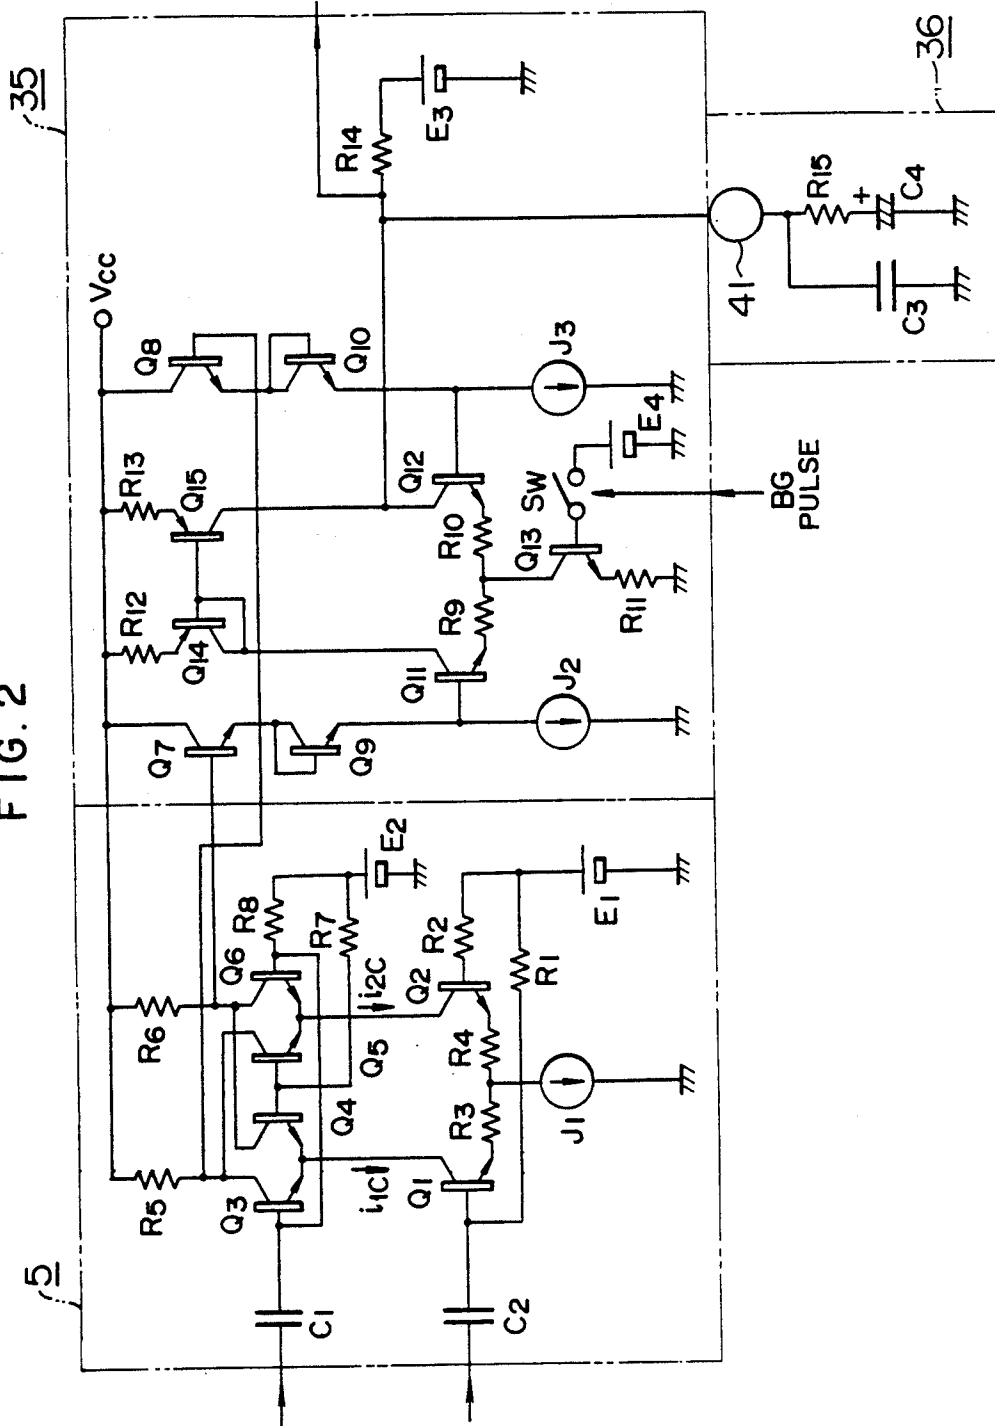 FIG. 2
35
5
36
Vcc
R5
R6
R12
R13
Q7
Q8
Q14
Q15
Q9
Q10
Q3
Q4
Q5
Q6
R8
R7
E2
i1C
i2C
Q1
Q2
R2
R3
R4
R1
E1
J1
C1
C2
Q11
Q12
R9
R10
Q13
SW
E4
R11
J2
J3
R14
E3
BG
PULSE
41
R15
+
C4
C3